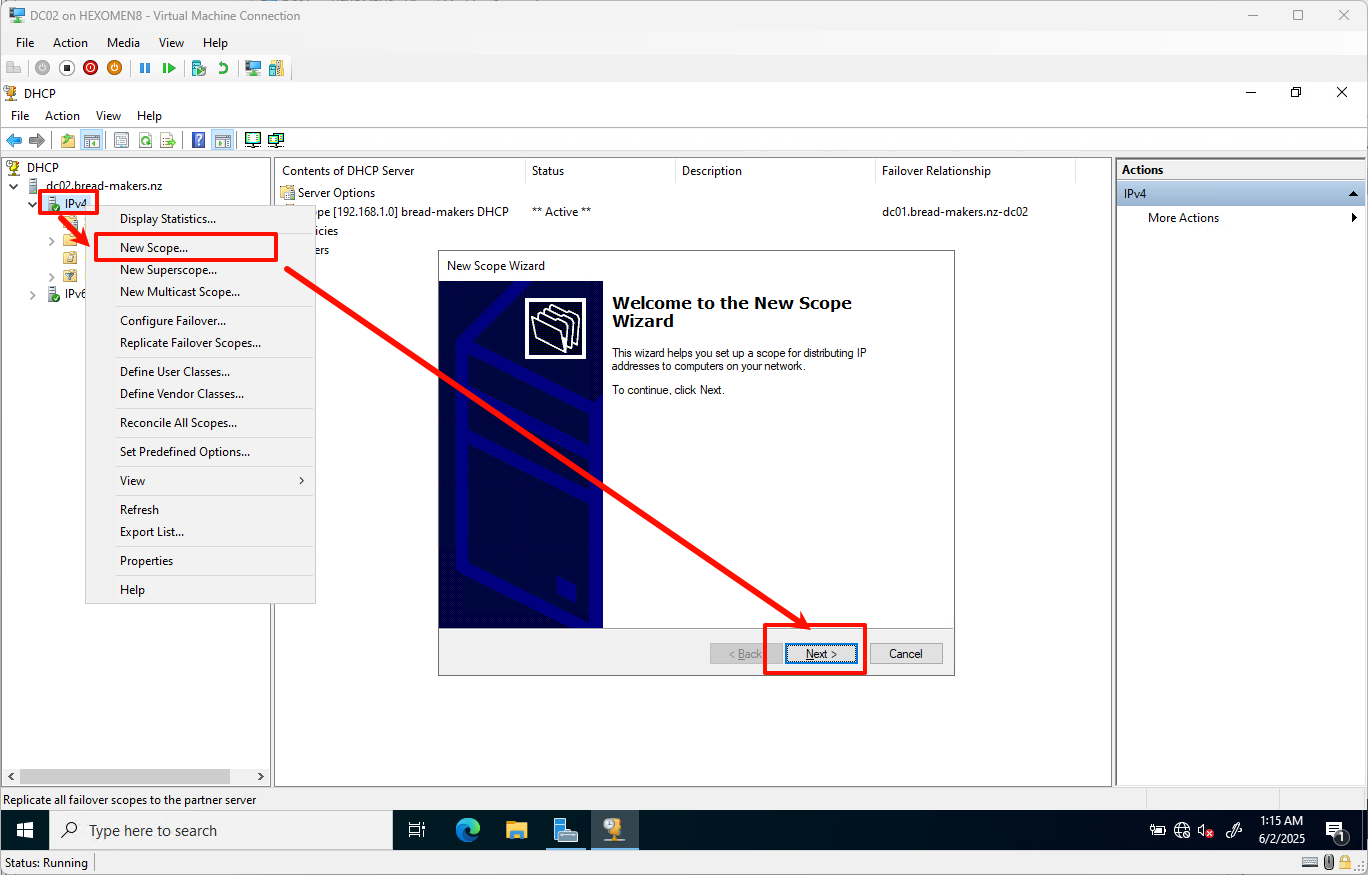 DC02 on HEXOMEN8 - Virtual Machine Connection
File Action Media View Help
DHCP
File Action View Help
DHCP
dc02.bread-makers.nz
IPv4
IPv6
Display Statistics...
New Scope...
New Superscope...
New Multicast Scope...
Configure Failover...
Replicate Failover Scopes...
Define User Classes...
Define Vendor Classes...
Reconcile All Scopes...
Set Predefined Options...
View
Refresh
Export List...
Properties
Help
Contents of DHCP Server Status Description Failover Relationship
Server Options
[192.168.1.0] bread-makers DHCP ** Active ** dc01.bread-makers.nz-dc02
New Scope Wizard
Welcome to the New Scope
Wizard
This wizard helps you set up a scope for distributing IP
addresses to computers on your network.
To continue, click Next.
< Back Next > Cancel
Actions
IPv4
More Actions
Replicate all failover scopes to the partner server
Type here to search
1:15 AM
6/2/2025
1
Status: Running